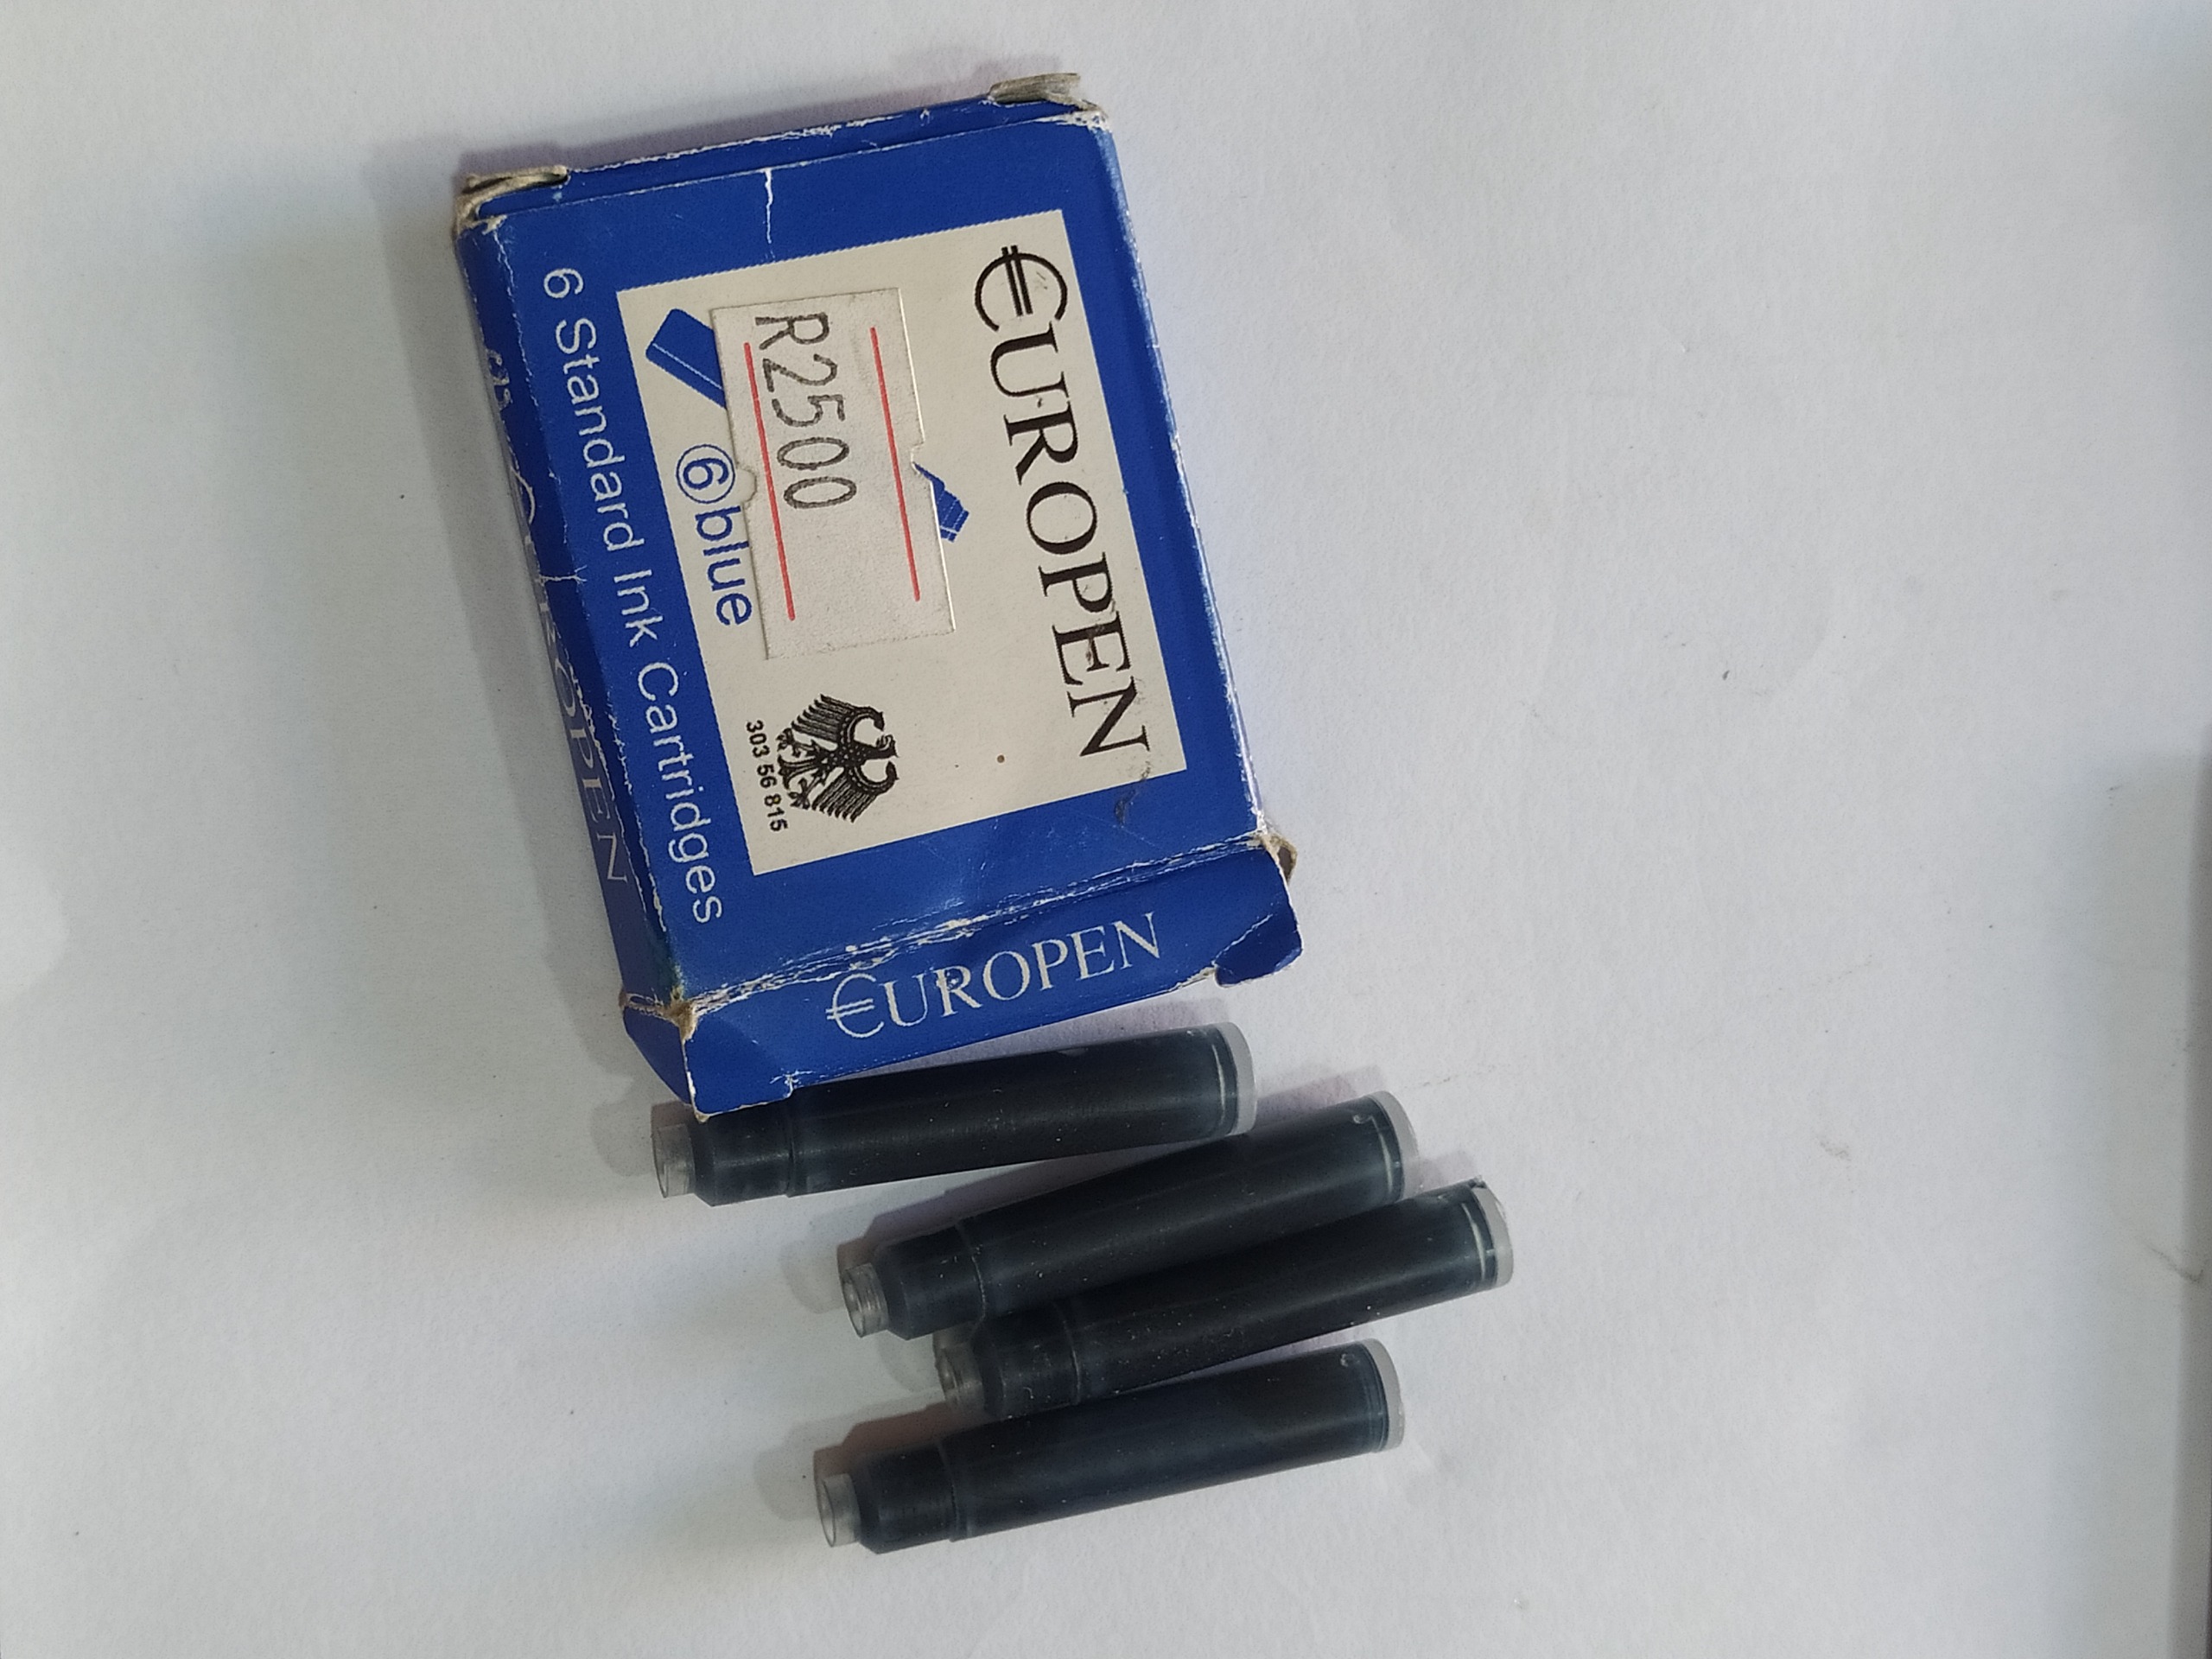 €UROPEN
R2500
6 blue
303 56 815
6 Standard Ink Cartridges
€UROPEN
€UROPEN